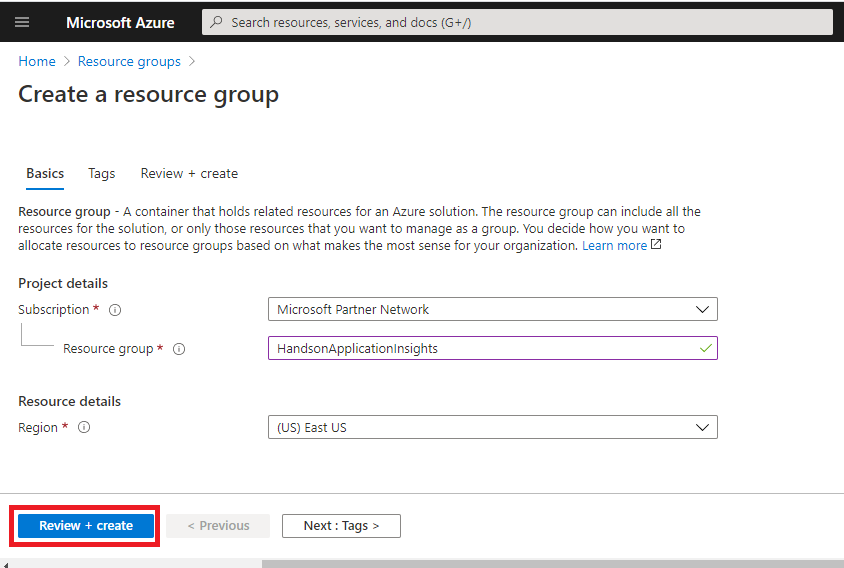 Microsoft Azure
Search resources, services, and docs (G+/)
Home > Resource groups >
Create a resource group
Basics Tags Review + create
Resource group - A container that holds related resources for an Azure solution. The resource group can include all the
resources for the solution, or only those resources that you want to manage as a group. You decide how you want to
allocate resources to resource groups based on what makes the most sense for your organization. Learn more
Project details
Subscription * Microsoft Partner Network
Resource group * HandsonApplicationInsights
Resource details
Region * (US) East US
Review + create < Previous Next : Tags >